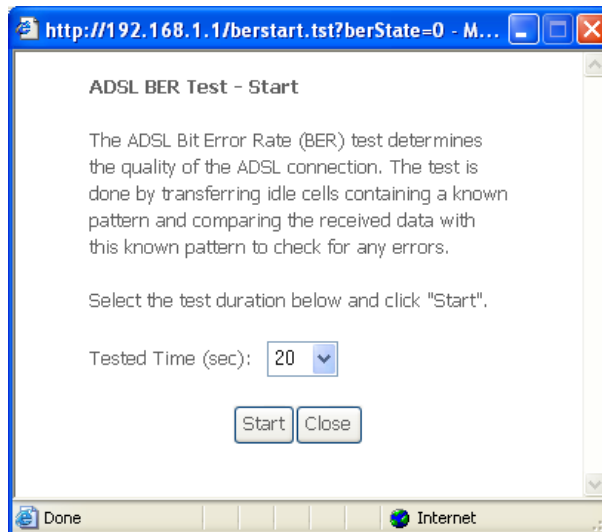 http://192.168.1.1/berstart.tst?berState=0 - M...
ADSL BER Test - Start
The ADSL Bit Error Rate (BER) test determines
the quality of the ADSL connection. The test is
done by transferring idle cells containing a known
pattern and comparing the received data with
this known pattern to check for any errors.
Select the test duration below and click "Start".
Tested Time (sec): 20
Start Close
Done Internet